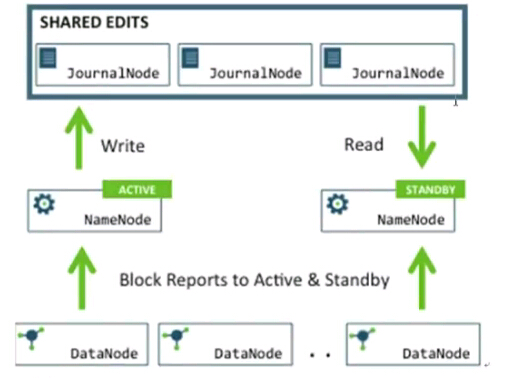 SHARED EDITS
JournalNode JournalNode JournalNode
Write Read
ACTIVE STANDBY
NameNode NameNode
Block Reports to Active & Standby
DataNode DataNode . . DataNode